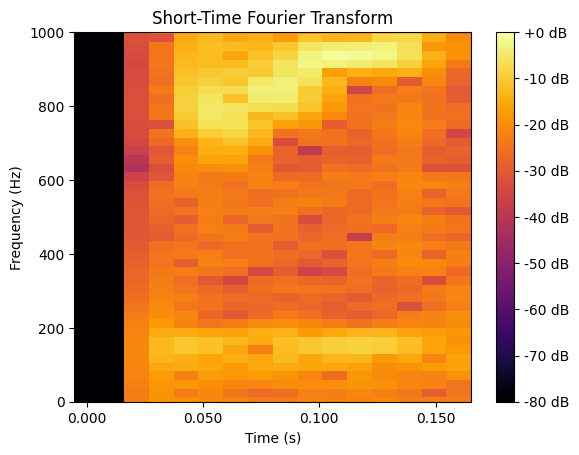 Short-Time Fourier Transform
Frequency (Hz)
1000
800
600
400
200
0
0.000
0.050
0.100
0.150
Time (s)
+0 dB
-10 dB
-20 dB
-30 dB
-40 dB
-50 dB
-60 dB
-70 dB
-80 dB